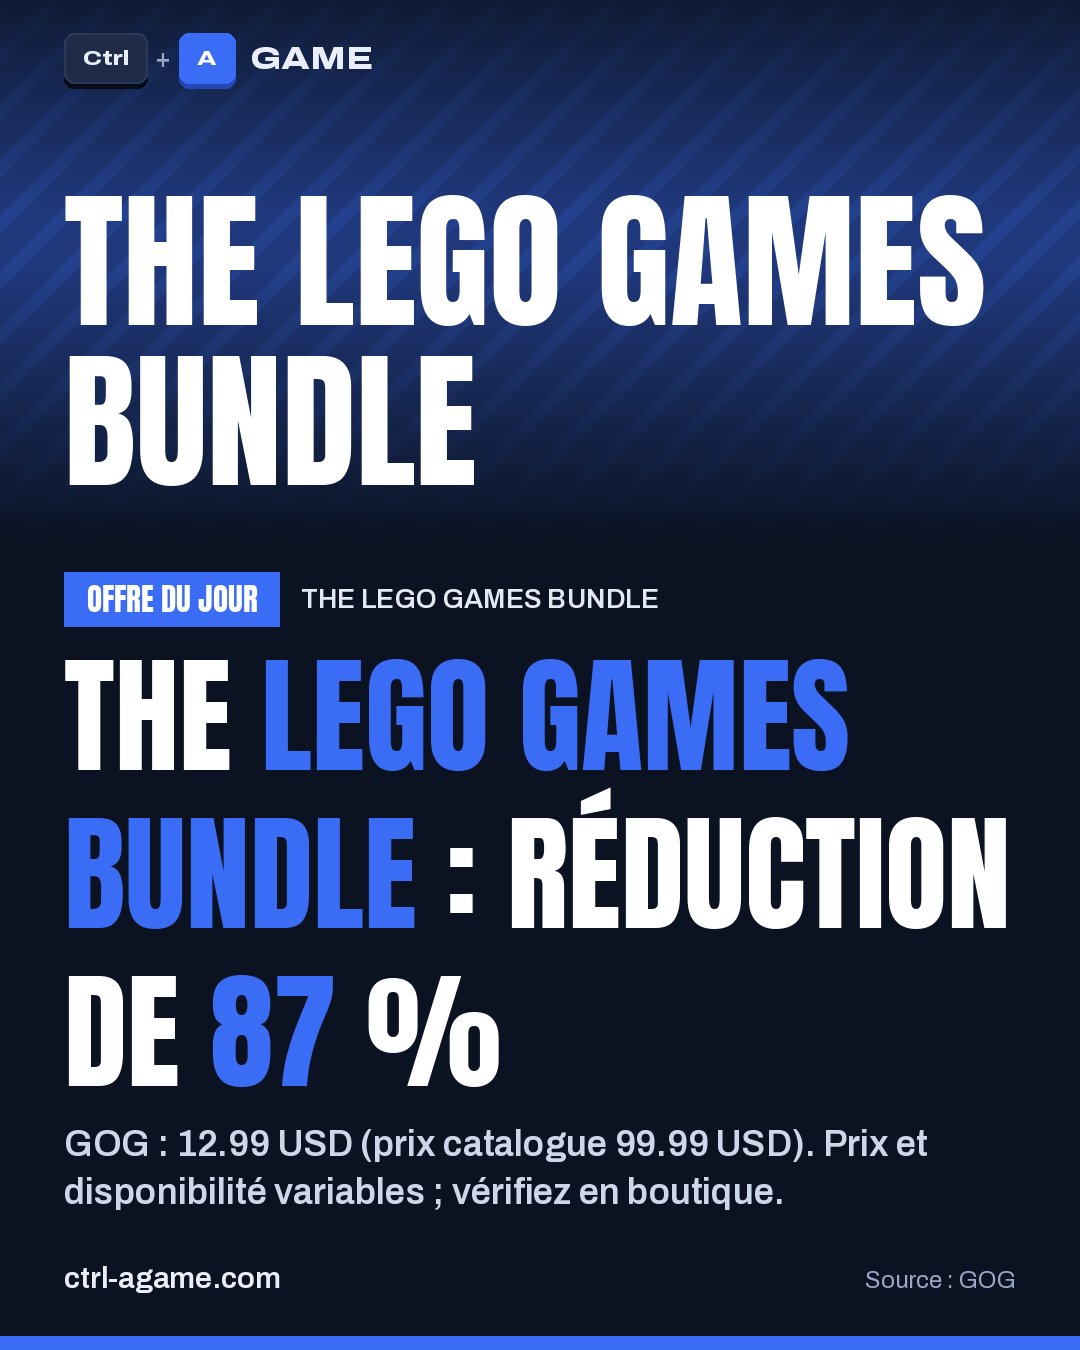 Ctrl + A GAME
THE LEGO GAMES
BUNDLE
OFFRE DU JOUR THE LEGO GAMES BUNDLE
THE LEGO GAMES
BUNDLE : RÉDUCTION
DE 87 %
GOG : 12.99 USD (prix catalogue 99.99 USD). Prix et
disponibilité variables ; vérifiez en boutique.
ctrl-agame.com
Source : GOG